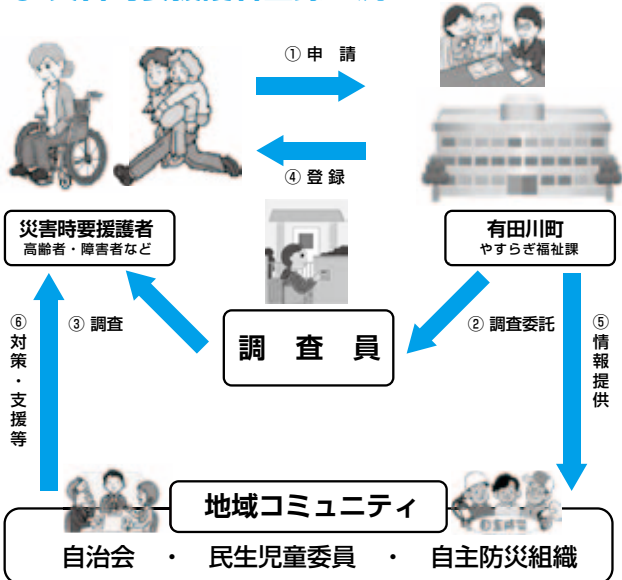 ① 申 請
④ 登 録
災害時要援護者
高齢者・障害者など
有田川町
やすらぎ福祉課
③ 調査
調 査 員
② 調査委託
⑥対策・支援等
⑤情報提供
地域コミュニティ
自主防災
自治会 ・ 民生児童委員 ・ 自主防災組織